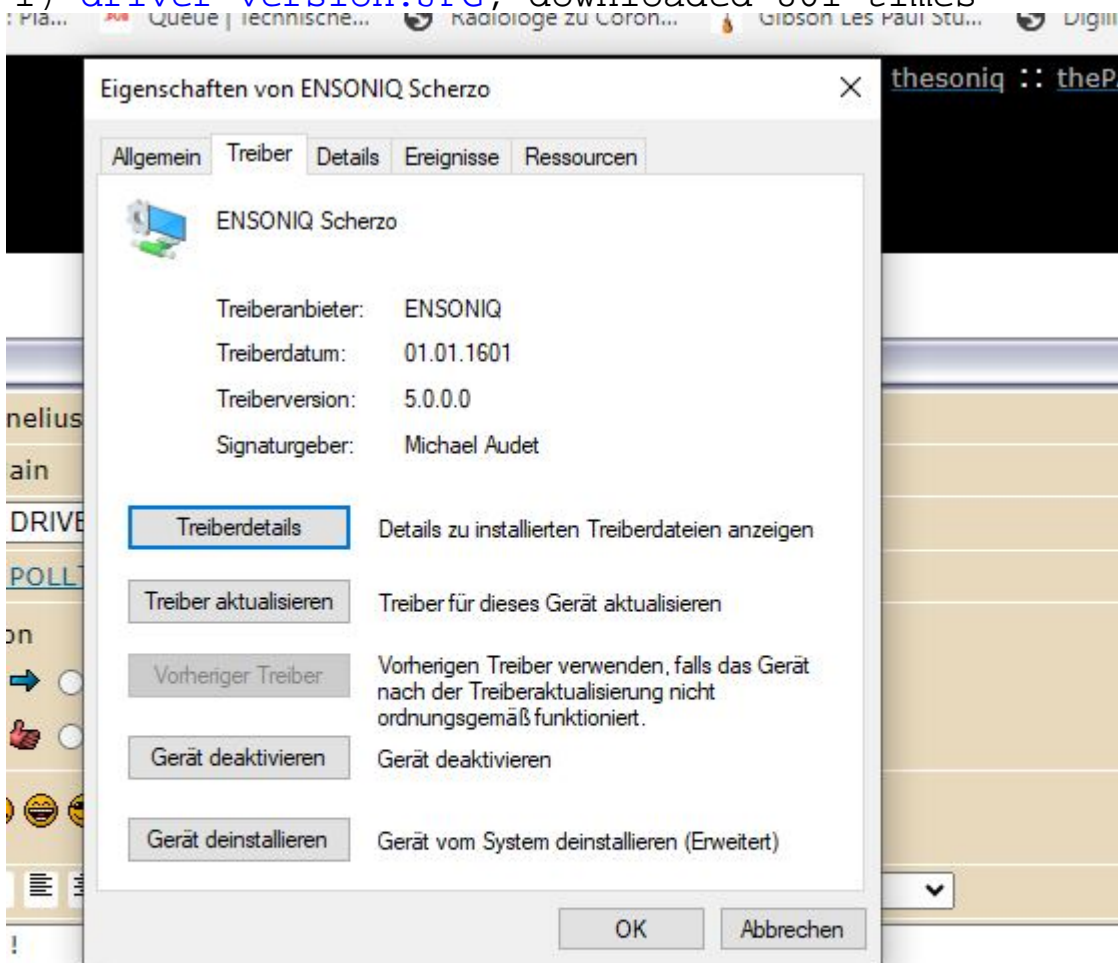 1) driver version.JPG, downloaded 861 times
Queue | Technische...
Radiologe zu Coron...
Gibson Les Paul Stu...
Eigenschaften von ENSONIQ Scherzo
thesoniq :: theP
Allgemein Treiber Details Ereignisse Ressourcen
ENSONIQ Scherzo
Treiberanbieter: ENSONIQ
Treiberdatum: 01.01.1601
Treiberversion: 5.0.0.0
Signaturgeber: Michael Audet
nelius
ain
DRIVE
POLL
on
Treiberdetails Details zu installierten Treiberdateien anzeigen
Treiber aktualisieren Treiber für dieses Gerät aktualisieren
Vorheriger Treiber Vorherigen Treiber verwenden, falls das Gerät
nach der Treiberaktualisierung nicht
ordnungsgemäß funktioniert.
Gerät deaktivieren Gerät deaktivieren
Gerät deinstallieren Gerät vom System deinstallieren (Erweitert)
!
OK Abbrechen